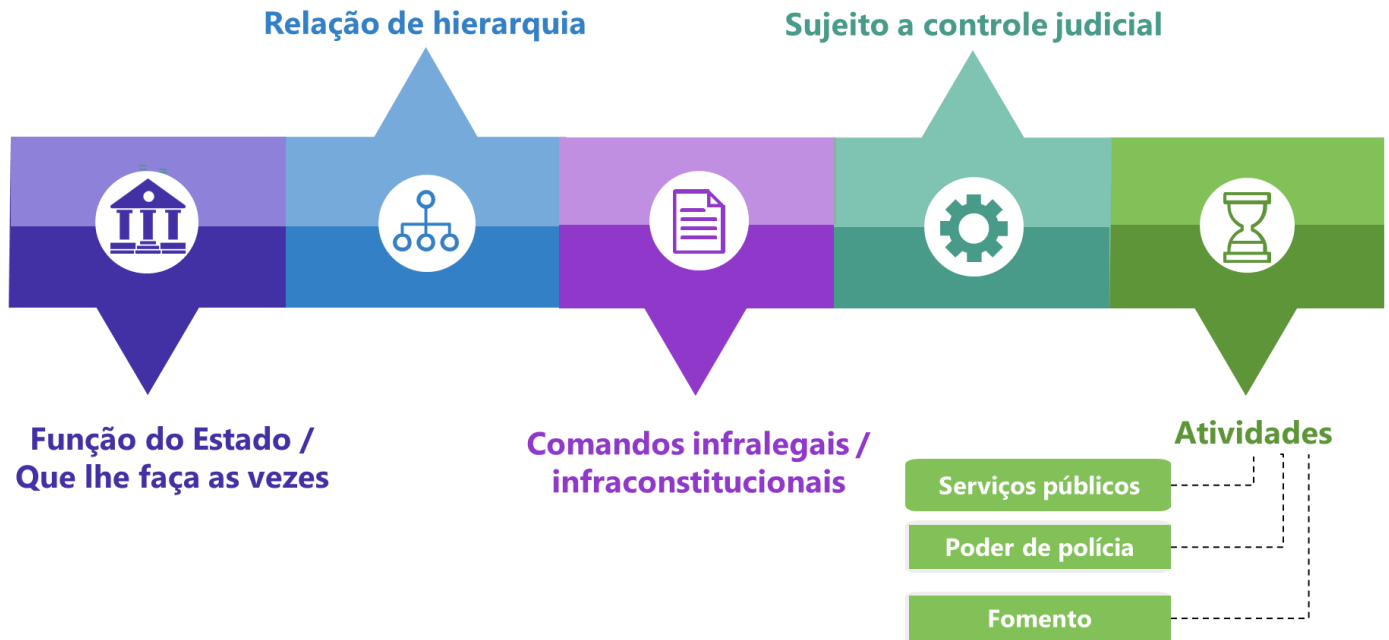 Relação de hierarquia
Sujeito a controle judicial
Função do Estado /
Que lhe faça as vezes
Comandos infralegais /
infraconstitucionais
Atividades
Serviços públicos
Poder de polícia
Fomento